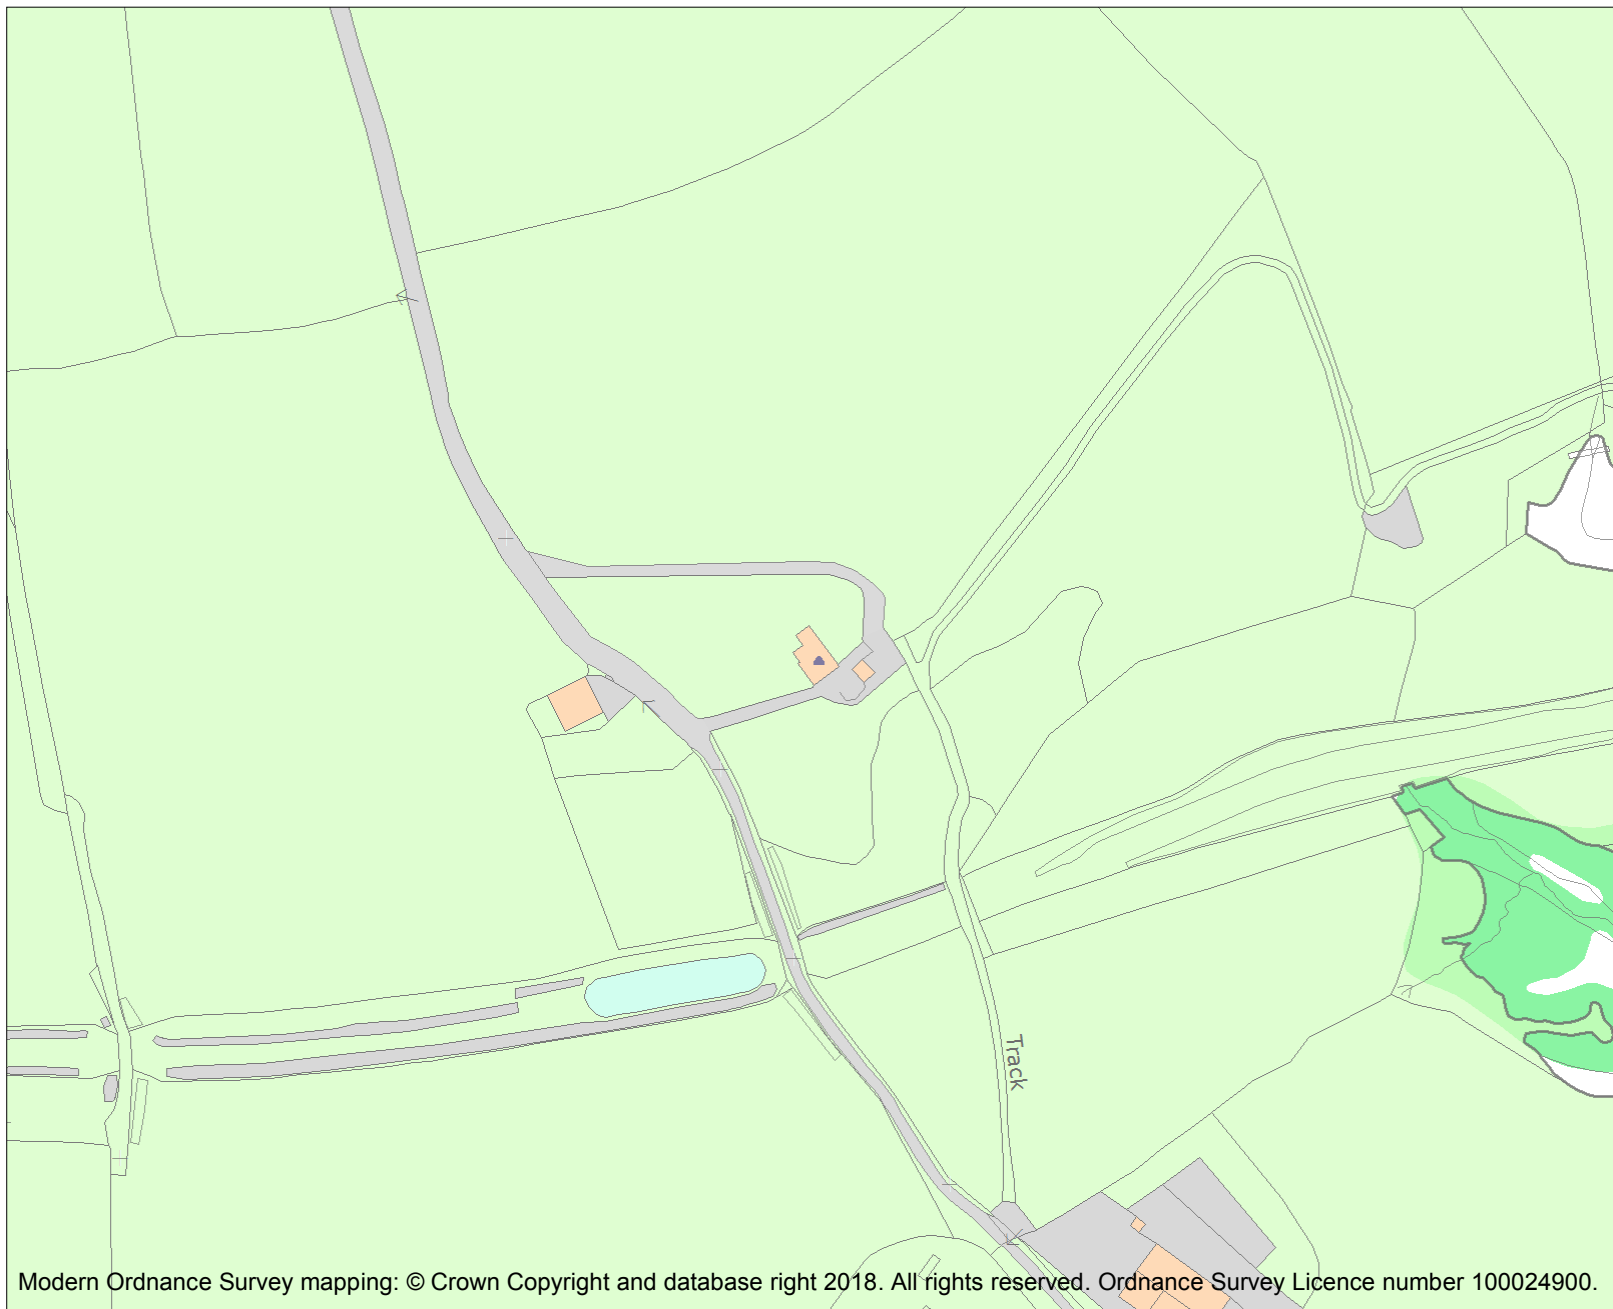 Track
Modern Ordnance Survey mapping: © Crown Copyright and database right 2018. All rights reserved. Ordnance Survey Licence number 100024900.